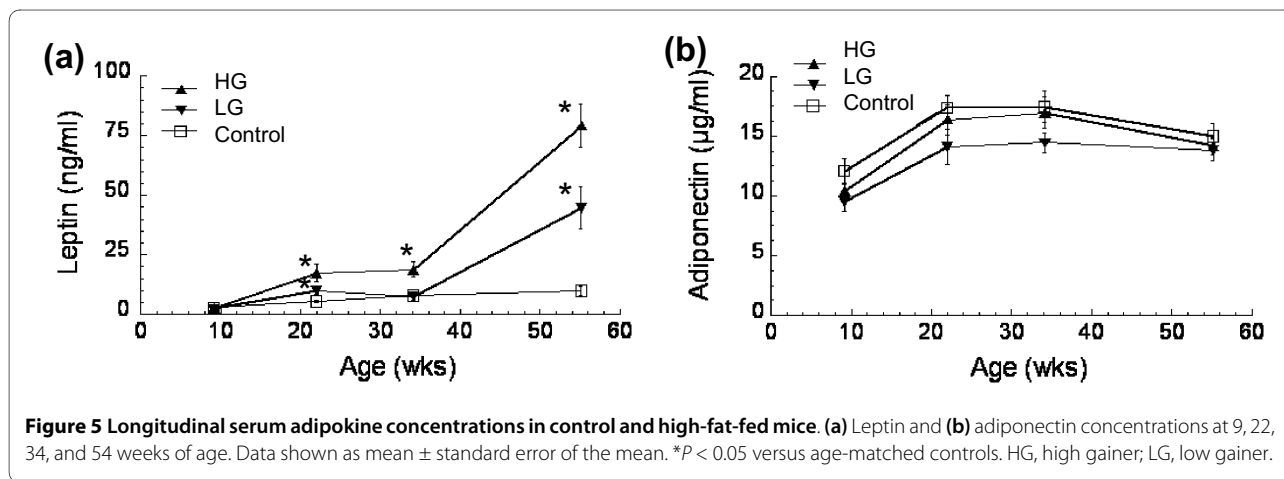 (a)
100
75
50
25
0
Leptin (ng/ml)
HG
LG
Control
*
*
*
*
*
0 10 20 30 40 50 60
Age (wks)
(b)
20
15
10
5
0
Adiponectin (µg/ml)
HG
LG
Control
0 10 20 30 40 50 60
Age (wks)
Figure 5 Longitudinal serum adipokine concentrations in control and high-fat-fed mice. (a) Leptin and (b) adiponectin concentrations at 9, 22,
34, and 54 weeks of age. Data shown as mean ± standard error of the mean. *P < 0.05 versus age-matched controls. HG, high gainer; LG, low gainer.